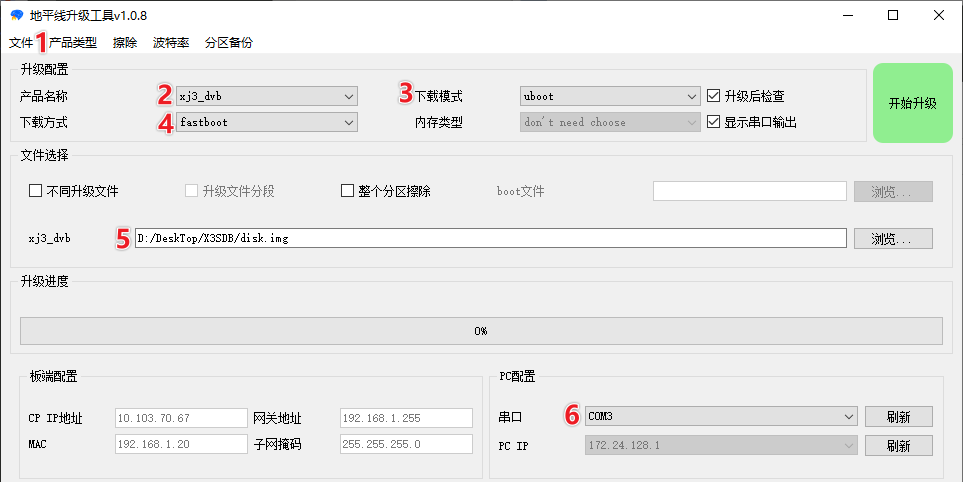 地平线升级工具v1.0.8
文件 1 产品类型 擦除 波特率 分区备份
升级配置
产品名称 2 xj3_dvb 3 下载模式 uboot 升级后检查
开始升级
下载方式 4 fastboot 内存类型 don't need choose 显示串口输出
文件选择
不同升级文件 升级文件分段 整个分区擦除 boot文件 浏览...
xj3_dvb 5 D:/DeskTop/X3SDB/disk.img 浏览...
升级进度
0%
板端配置
CP IP地址 10.103.70.67 网关地址 192.168.1.255
MAC 192.168.1.20 子网掩码 255.255.255.0
PC配置
串口 6 COM3 刷新
PC IP 172.24.128.1 刷新